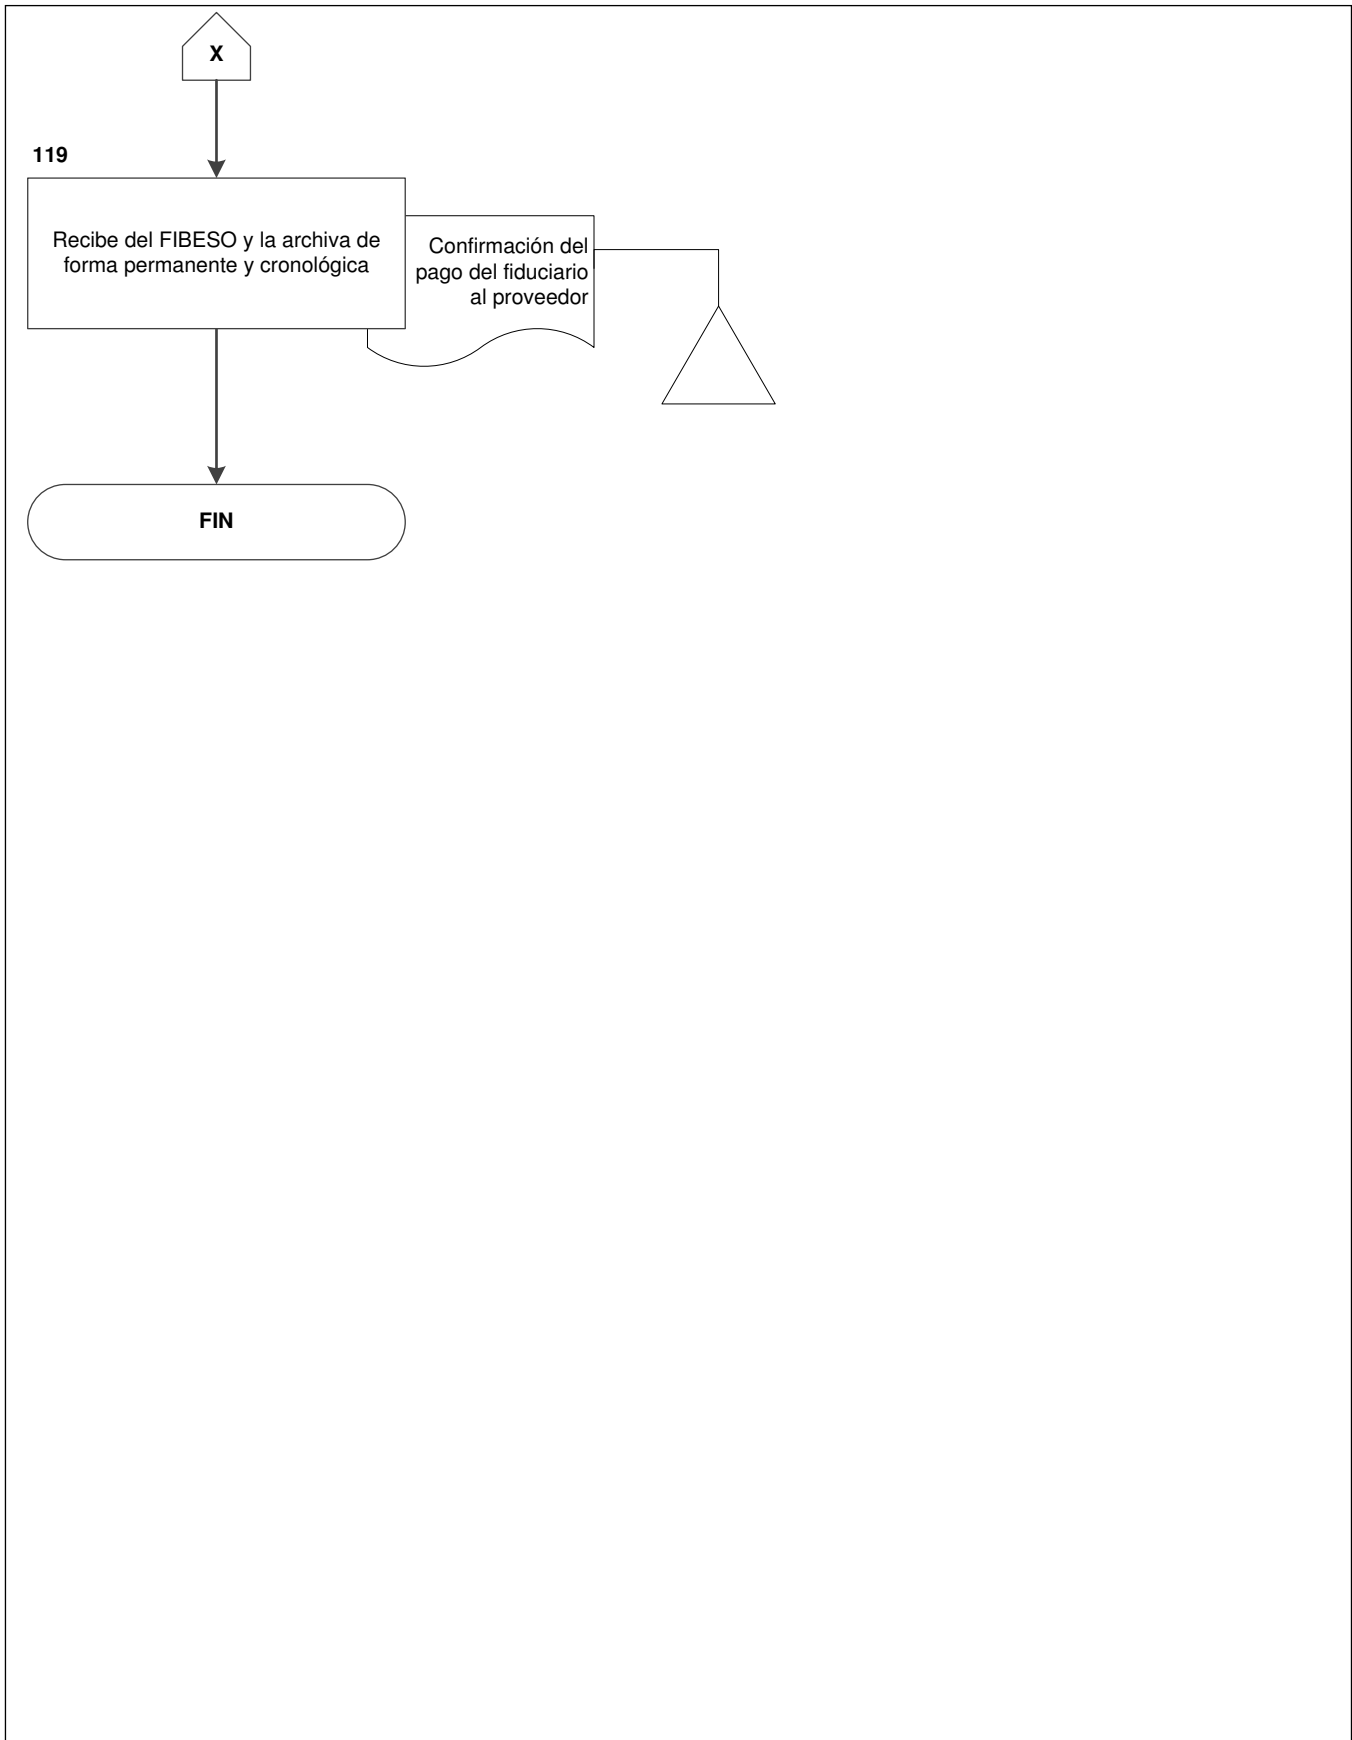 X
119
Recibe del FIBESO y la archiva de
forma permanente y cronológica
Confirmación del
pago del fiduciario
al proveedor
FIN